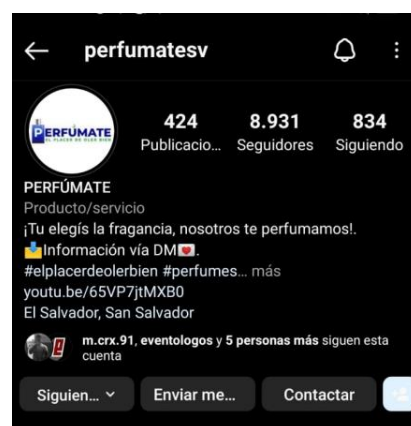 perfumatesv
PERFÚMATE
EL PLACER DE OLER BIEN
424 8.931 834
Publicacio... Seguidores Siguiendo
PERFÚMATE
Producto/servicio
¡Tu elegís la fragancia, nosotros te perfumamos!.
📩Información vía DM💌.
#elplacerdeolerbien #perfumes... más
youtu.be/65VP7jtMXB0
El Salvador, San Salvador
m.crx.91, eventologos y 5 personas más siguen esta
cuenta
Siguien... Enviar me... Contactar